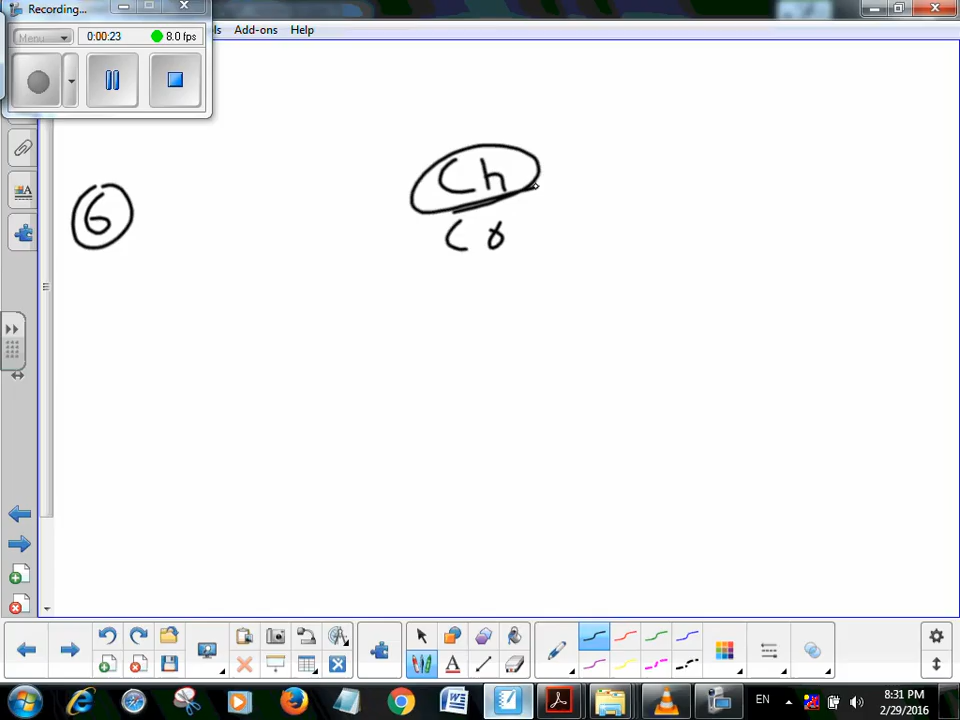 Recording...
Menu 0:00:23 8.0 fps
Add-ons Help
Ch
6
EN 8:31 PM
2/29/2016